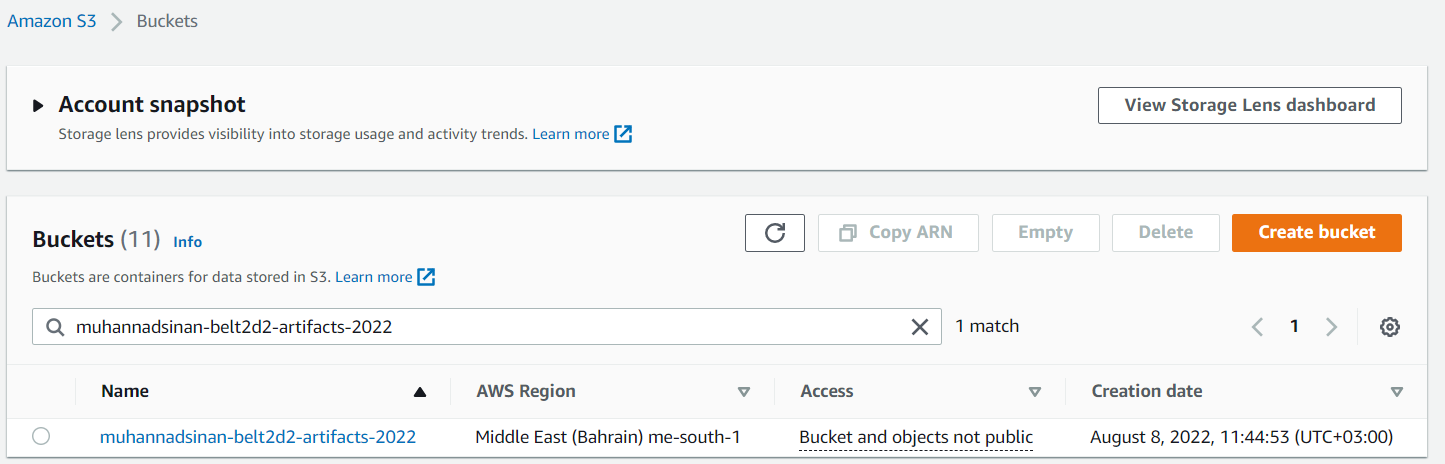 Amazon S3 > Buckets
Account snapshot
View Storage Lens dashboard
Storage lens provides visibility into storage usage and activity trends. Learn more
Buckets (11) Info
Copy ARN
Empty
Delete
Create bucket
Buckets are containers for data stored in S3. Learn more
muhannadsinan-belt2d2-artifacts-2022
1 match
1
Name AWS Region Access Creation date
muhannadsinan-belt2d2-artifacts-2022 Middle East (Bahrain) me-south-1 Bucket and objects not public August 8, 2022, 11:44:53 (UTC+03:00)